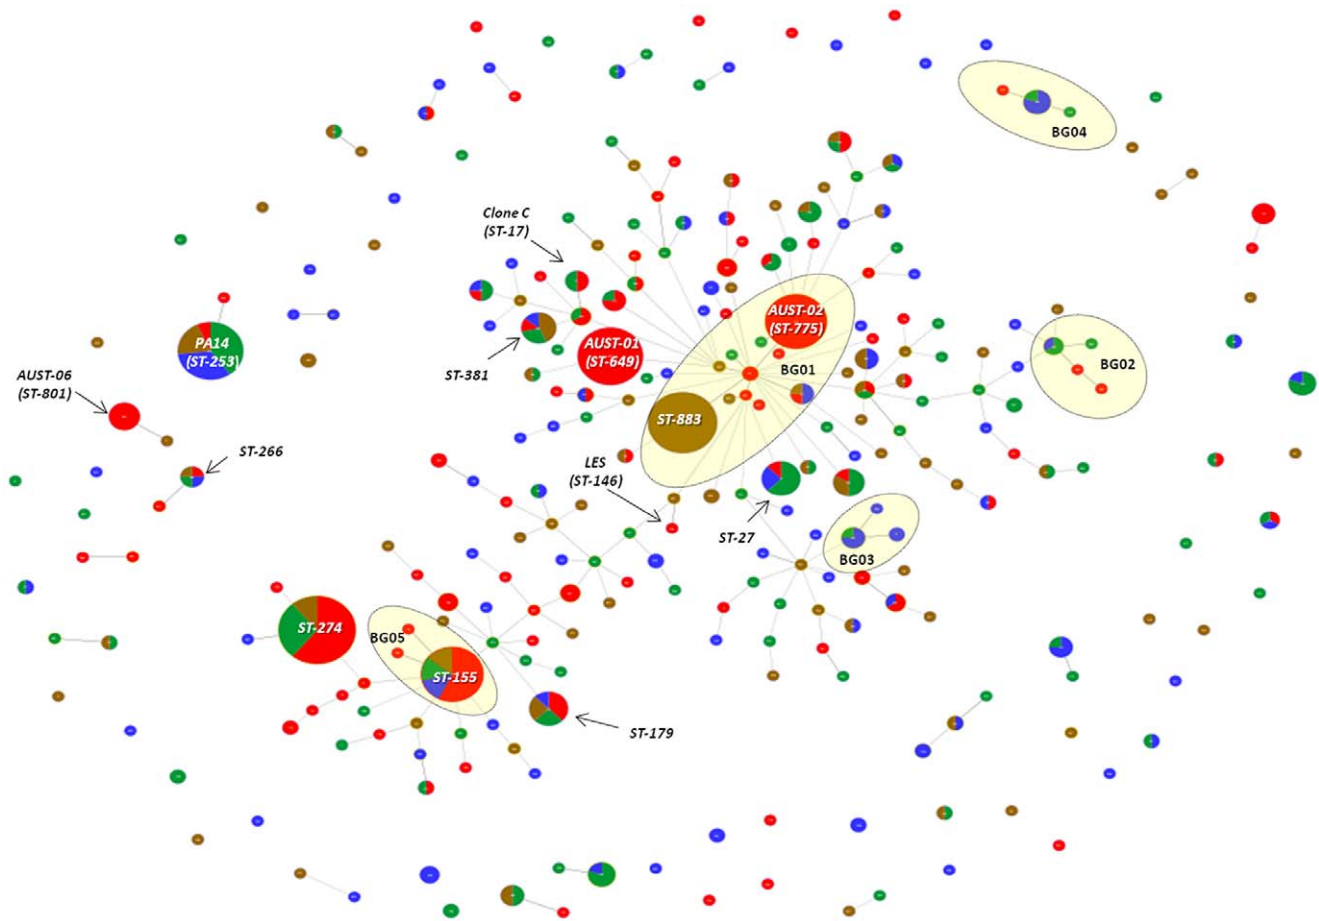 BG04
Clone C
(ST-17)
AUST-02
(ST-775)
PA14
(ST-253)
AUST-01
(ST-649)
BG02
BG01
AUST-06
(ST-801)
ST-381
ST-883
ST-266
LES
(ST-146)
ST-27
BG03
ST-274
BG05
ST-155
ST-179